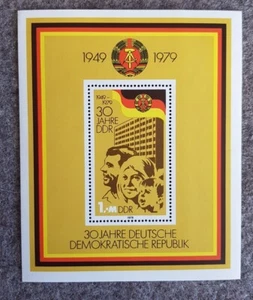 1949 1979
1949-
1979
30
JAHRE
DDR
1.-M DDR
30 JAHRE DEUTSCHE
DEMOKRATISCHE REPUBLIK